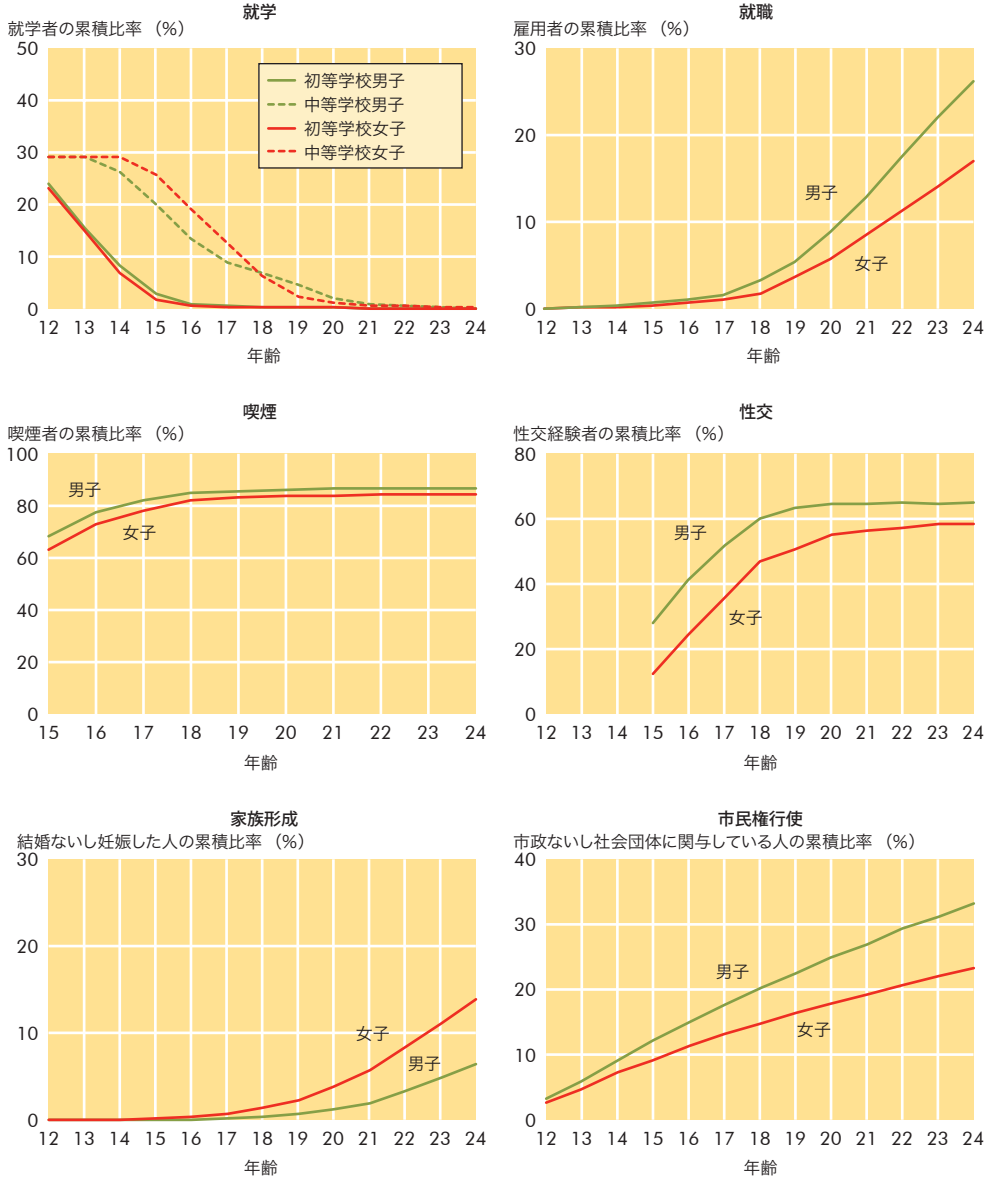 就学
就学者の累積比率 （%）
50
40
30
20
10
0
初等学校男子
中等学校男子
初等学校女子
中等学校女子
12 13 14 15 16 17 18 19 20 21 22 23 24
年齢
就職
雇用者の累積比率 （%）
30
20
10
0
男子
女子
12 13 14 15 16 17 18 19 20 21 22 23 24
年齢
喫煙
喫煙者の累積比率 （%）
100
80
60
40
20
0
男子
女子
15 16 17 18 19 20 21 22 23 24
年齢
性交
性交経験者の累積比率 （%）
80
60
40
20
0
男子
女子
12 13 14 15 16 17 18 19 20 21 22 23 24
年齢
家族形成
結婚ないし妊娠した人の累積比率 （%）
30
20
10
0
女子
男子
12 13 14 15 16 17 18 19 20 21 22 23 24
年齢
市民権行使
市政ないし社会団体に関与している人の累積比率 （%）
40
30
20
10
0
男子
女子
12 13 14 15 16 17 18 19 20 21 22 23 24
年齢